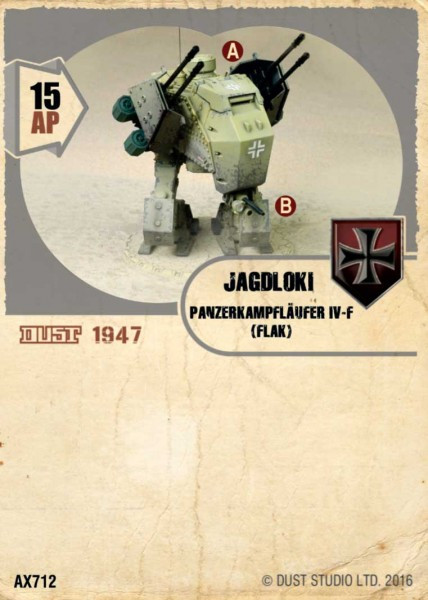 15
AP
A
B
JAGDLOKI
PANZERKAMPFLÄUFER IV-F
(FLAK)
DUST 1947
AX712
© DUST STUDIO LTD. 2016